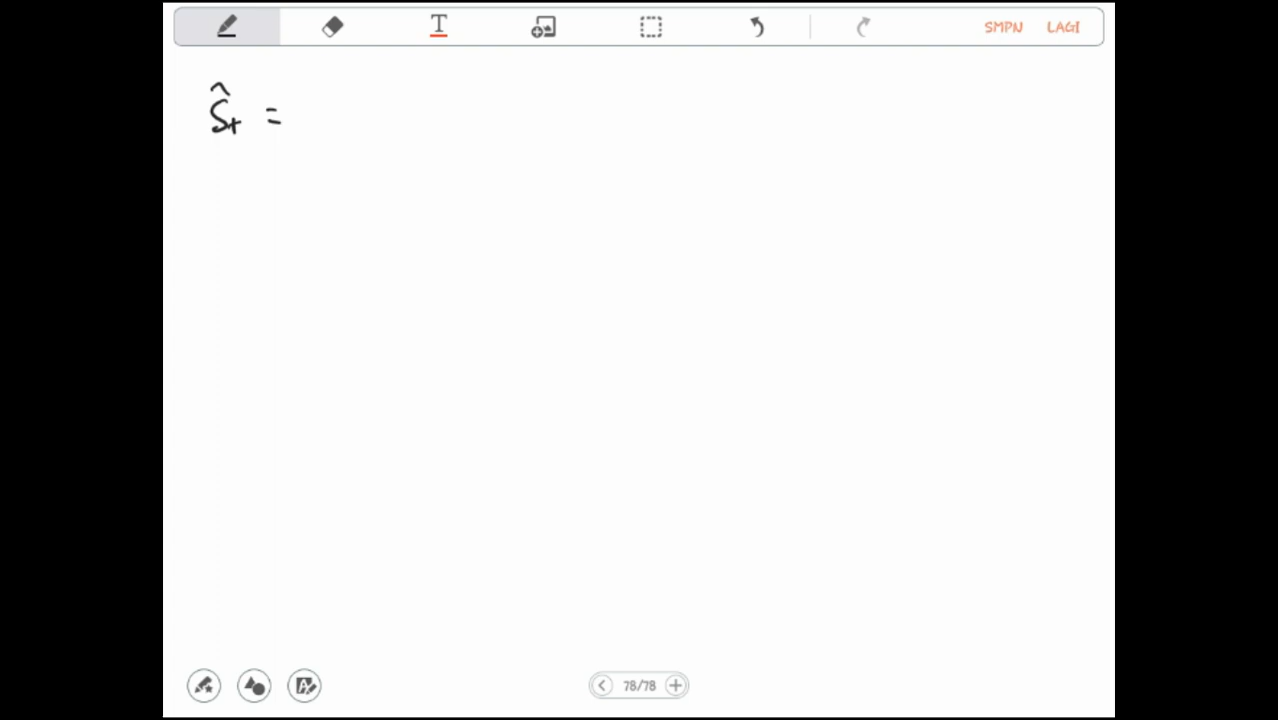 T SMPN LAGI
Ŝ₊ =
78/78